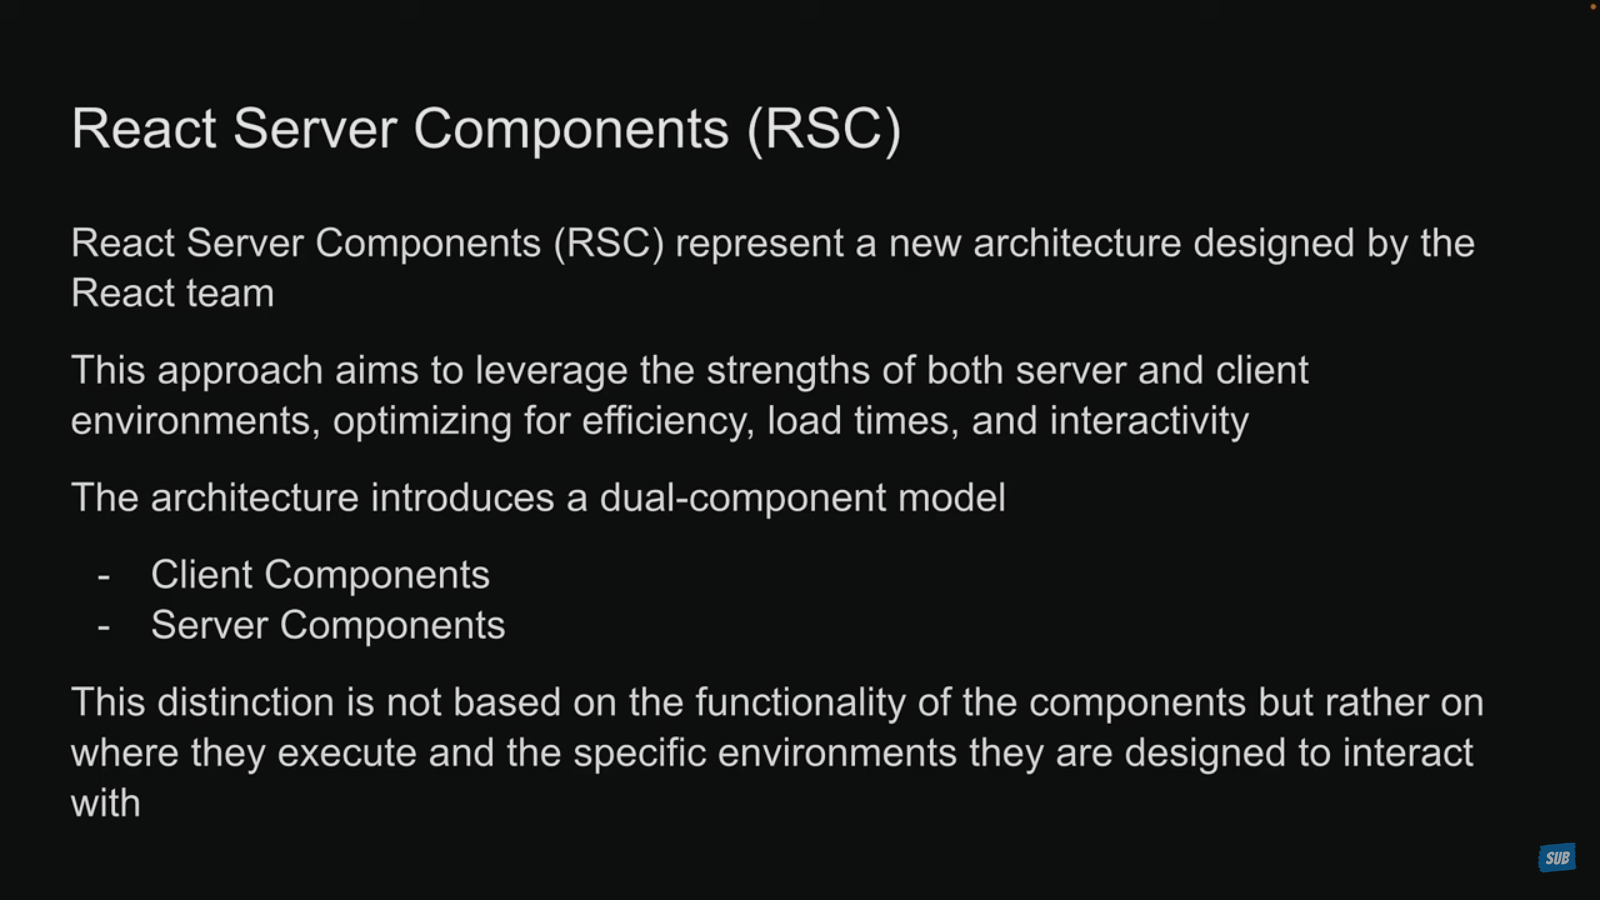 React Server Components (RSC)
React Server Components (RSC) represent a new architecture designed by the
React team
This approach aims to leverage the strengths of both server and client
environments, optimizing for efficiency, load times, and interactivity
The architecture introduces a dual-component model
- Client Components
- Server Components
This distinction is not based on the functionality of the components but rather on
where they execute and the specific environments they are designed to interact
with
SUB